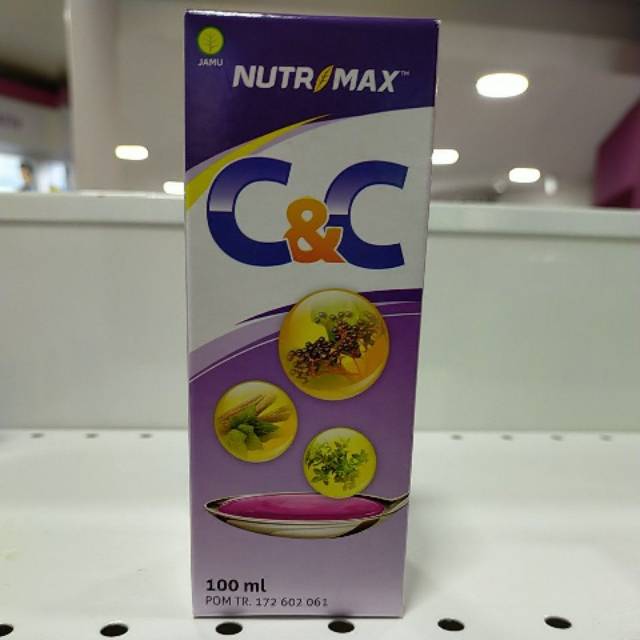 JAMU
NUTRIMAX™
C&C
100 ml
POM TR. 172 602 061